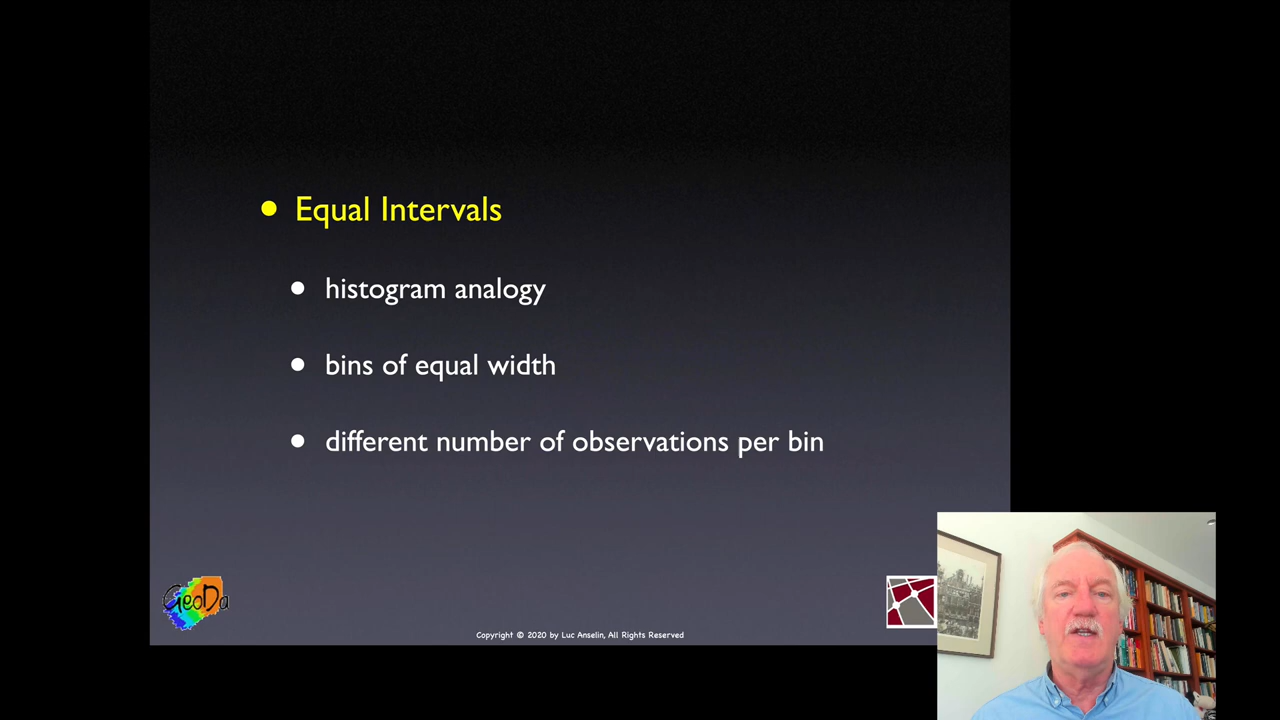 Equal Intervals
histogram analogy
bins of equal width
different number of observations per bin
GeoDa
Copyright © 2020 by Luc Anselin, All Rights Reserved